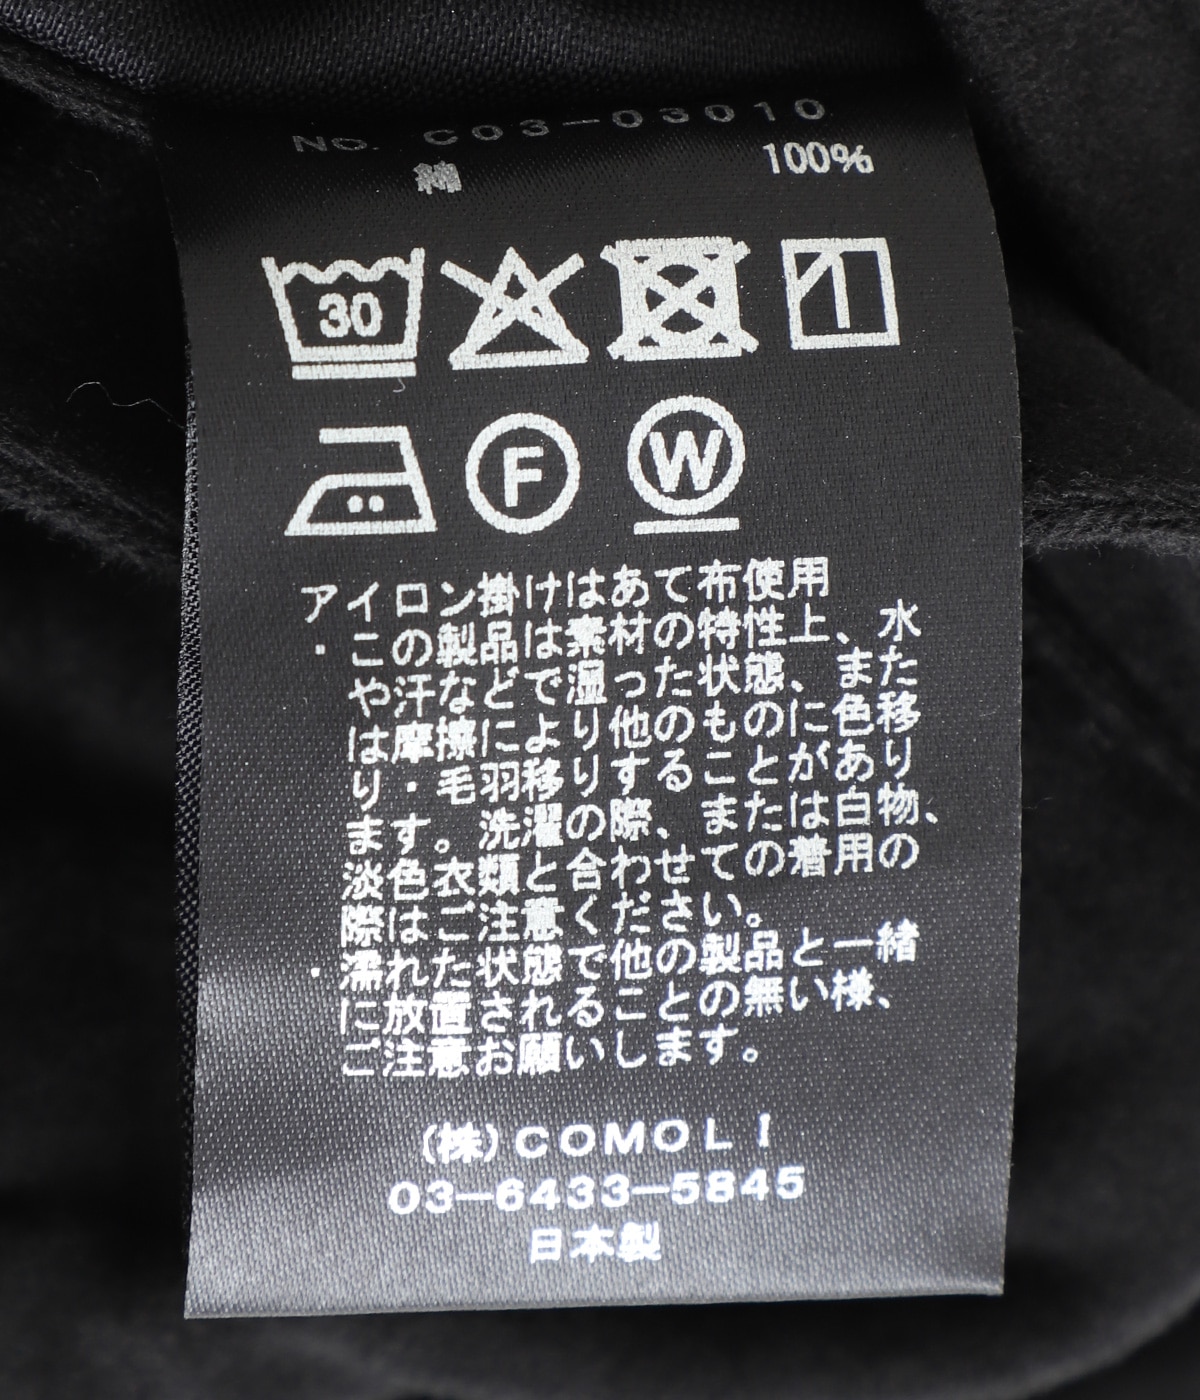 No. C03-03010
綿 100%
30
F W
アイロン掛けはあて布使用
・この製品は素材の特性上、水
や汗などで湿った状態、また
は摩擦により他のものに色移
り・毛羽移りすることがあり
ます。洗濯の際、または白物、
淡色衣類と合わせての着用の
際はご注意ください。
・濡れた状態で他の製品と一緒
に放置されることの無い様、
ご注意お願いします。
(株)COMOLI
03-6433-5845
日本製